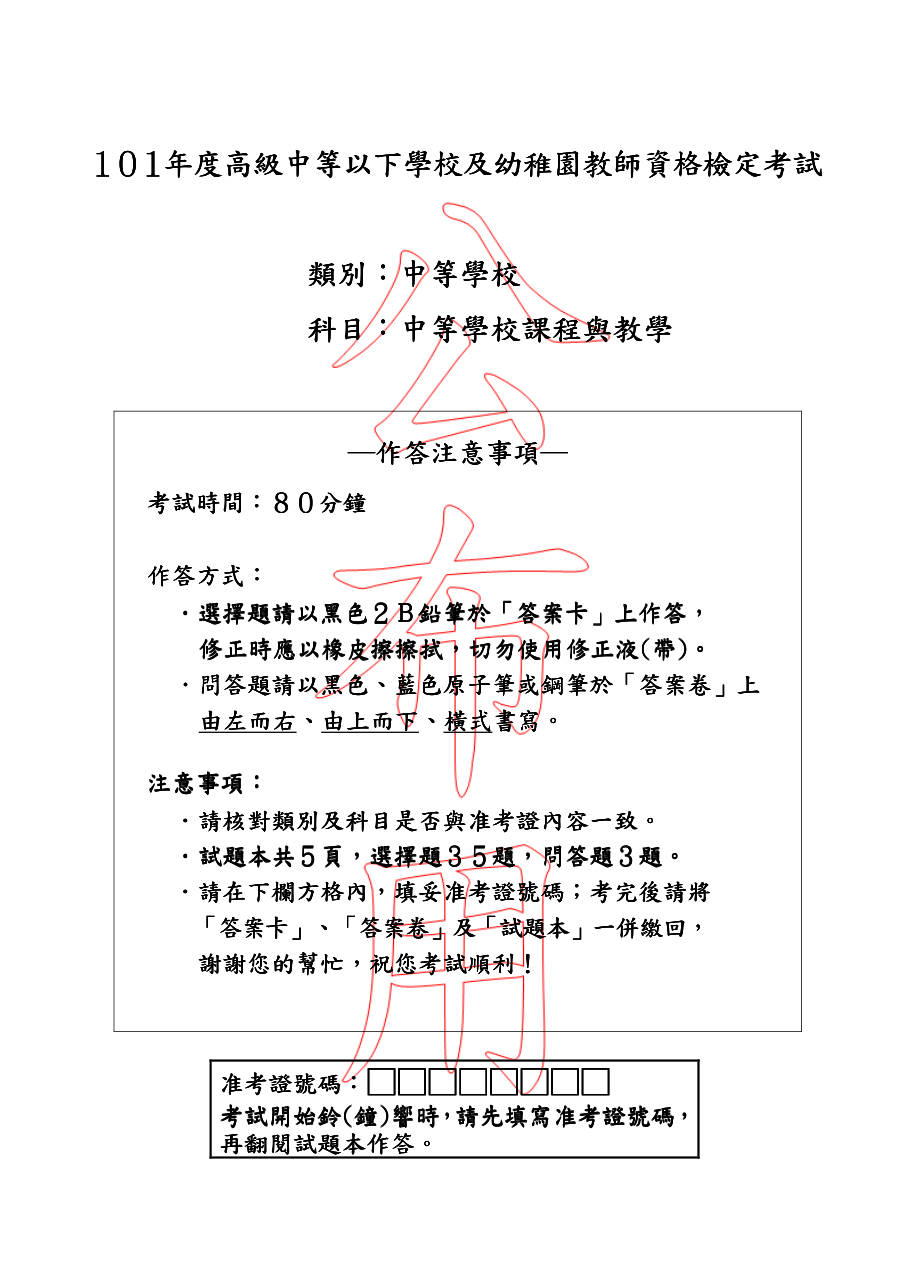 101年度高級中等以下學校及幼稚園教師資格檢定考試
類別：中等學校
科目：中等學校課程與教學
—作答注意事項—
考試時間：80分鐘
作答方式：
．選擇題請以黑色2B鉛筆於「答案卡」上作答，
修正時應以橡皮擦擦拭，切勿使用修正液(帶)。
．問答題請以黑色、藍色原子筆或鋼筆於「答案卷」上
由左而右、由上而下、橫式書寫。
注意事項：
．請核對類別及科目是否與准考證內容一致。
．試題本共5頁，選擇題35題，問答題3題。
．請在下欄方格內，填妥准考證號碼；考完後請將
「答案卡」、「答案卷」及「試題本」一併繳回，
謝謝您的幫忙，祝您考試順利！
准考證號碼：□□□□□□□□
考試開始鈴(鐘)響時，請先填寫准考證號碼，
再翻閱試題本作答。
公布用